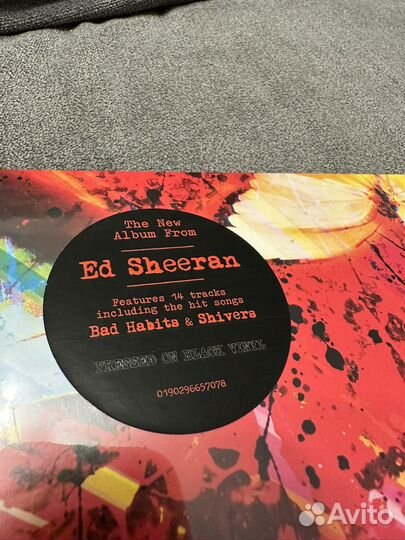 The New
Album From
Ed Sheeran
Features 14 tracks
including the hit songs
Bad Habits & Shivers
PRESSED ON BLACK VINYL
0190296657078
Avito